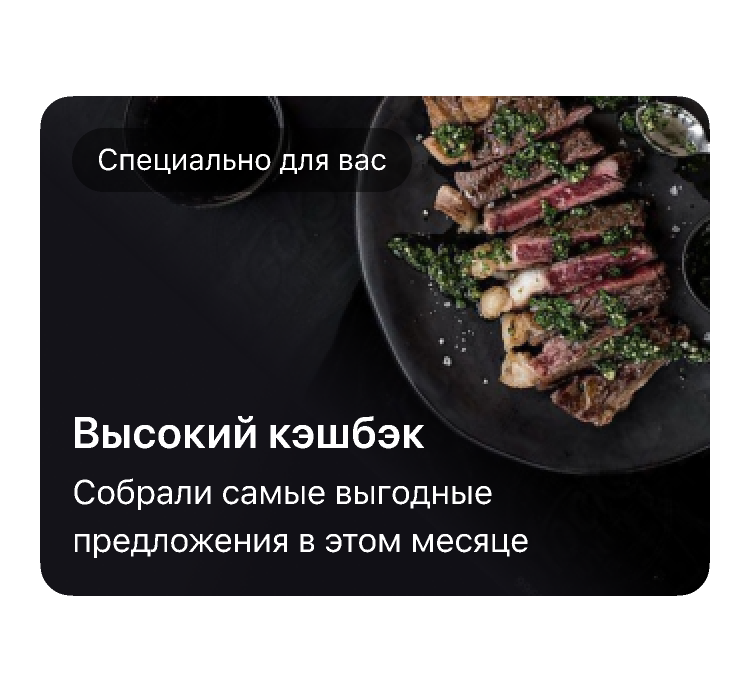 Специально для вас
Высокий кэшбэк
Собрали самые выгодные
предложения в этом месяце